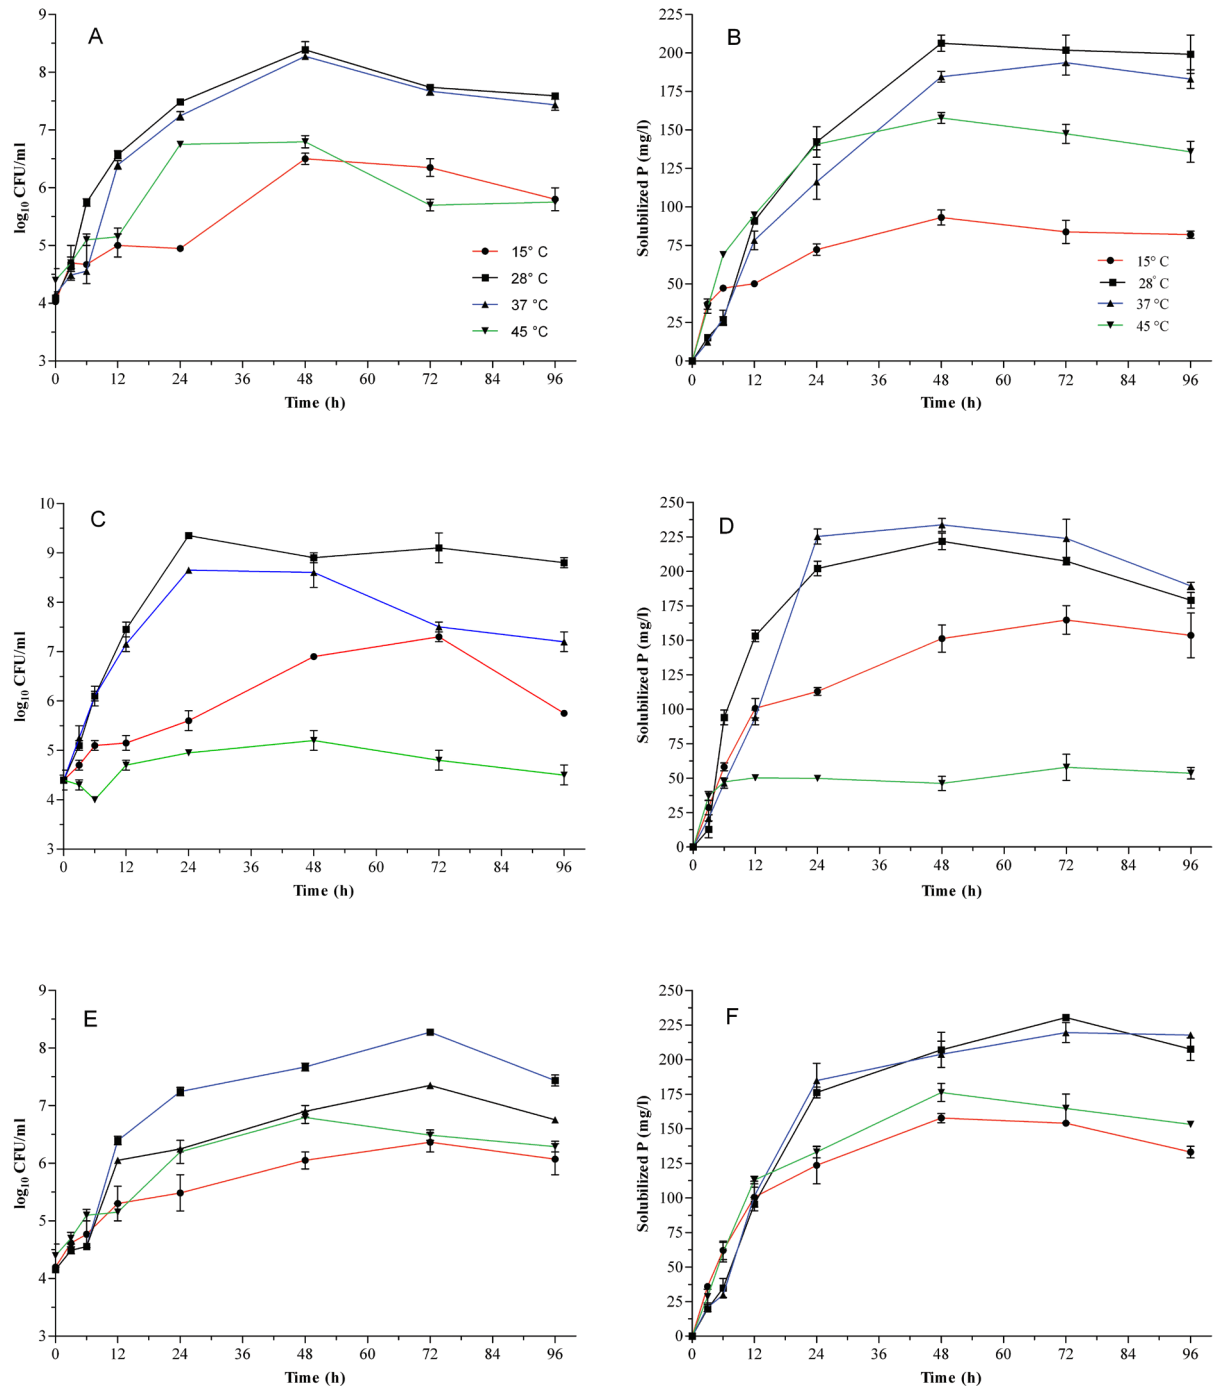 A
9
8
7
6
5
4
3
log10 CFU/ml
15° C
28° C
37 °C
45 °C
0 12 24 36 48 60 72 84 96
Time (h)
B
225
200
175
150
125
100
75
50
25
0
Solubilized P (mg/l)
15° C
28° C
37 °C
45 °C
0 12 24 36 48 60 72 84 96
Time (h)
C
10
9
8
7
6
5
4
3
log10 CFU/ml
0 12 24 36 48 60 72 84 96
Time (h)
D
250
225
200
175
150
125
100
75
50
25
0
Solubilized P (mg/l)
0 12 24 36 48 60 72 84 96
Time (h)
E
9
8
7
6
5
4
3
log10 CFU/ml
0 12 24 36 48 60 72 84 96
Time (h)
F
250
225
200
175
150
125
100
75
50
25
0
Solubilized P (mg/l)
0 12 24 36 48 60 72 84 96
Time (h)